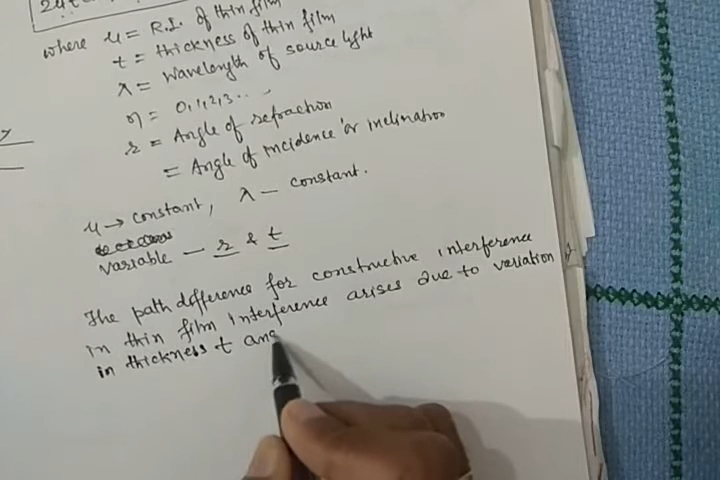 where μ = R.I. of thin film
t = thickness of thin film
λ = Wavelength of source light
n = 0,1,2,3...
r = Angle of refraction
= Angle of incidence or inclination
μ → constant, λ — constant.
variable — r & t
The path difference for constructive interference
in thin film interference arises due to variation
in thickness t and